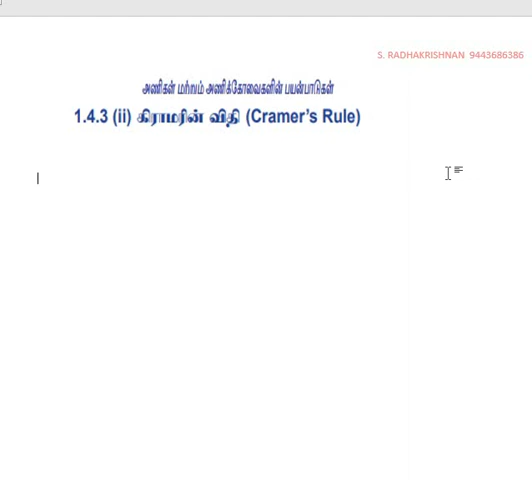 S. RADHAKRISHNAN 9443686386
அணிகள் மற்றும் அணிக்கோவைகளின் பயன்பாடுகள்
1.4.3 (ii) கிராமரின் விதி (Cramer's Rule)